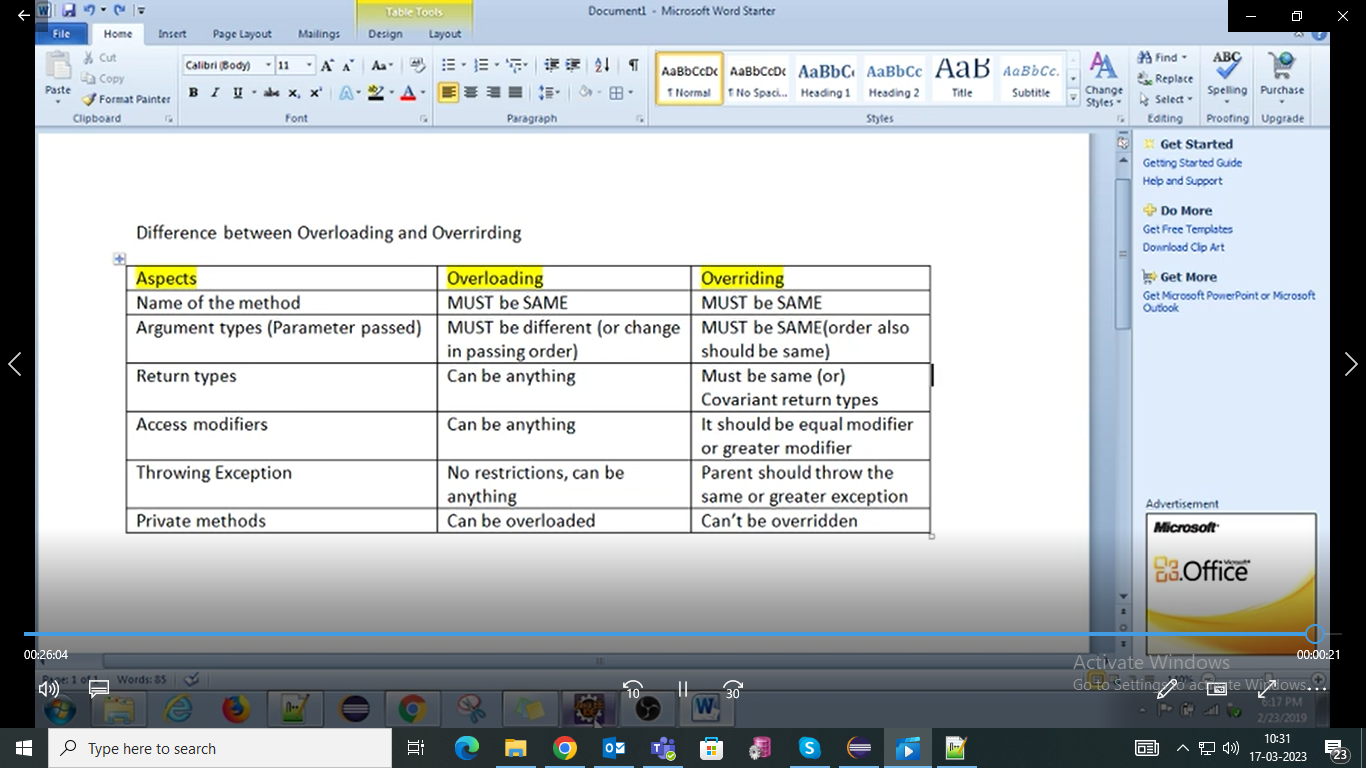 Table Tools
Document1 - Microsoft Word Starter
File Home Insert Page Layout Mailings Design Layout
Paste
Cut
Copy
Format Painter
Clipboard
Calibri (Body) 11
Font
Paragraph
AaBbCcDc AaBbCcDc AaBbC AaBbCc AaB AaBbCc.
¶ Normal ¶ No Spaci... Heading 1 Heading 2 Title Subtitle
Change
Styles
Styles
Find
Replace
Select
Editing
ABC
Spelling
Proofing
Purchase
Upgrade
Difference between Overloading and Overrirding
Aspects Overloading Overriding
Name of the method MUST be SAME MUST be SAME
Argument types (Parameter passed) MUST be different (or change MUST be SAME(order also
in passing order) should be same)
Return types Can be anything Must be same (or)
Covariant return types
Access modifiers Can be anything It should be equal modifier
or greater modifier
Throwing Exception No restrictions, can be Parent should throw the
anything same or greater exception
Private methods Can be overloaded Can't be overridden
Get Started
Getting Started Guide
Help and Support
Do More
Get Free Templates
Download Clip Art
Get More
Get Microsoft PowerPoint or Microsoft
Outlook
Advertisement
Microsoft
Microsoft
Office
00:26:04
00:00:21
Activate Windows
Go to Settings to activate Windows.
Page: 1 of 1 Words: 85
10 30
6:17 PM
2/23/2019
Type here to search
10:31
17-03-2023
23